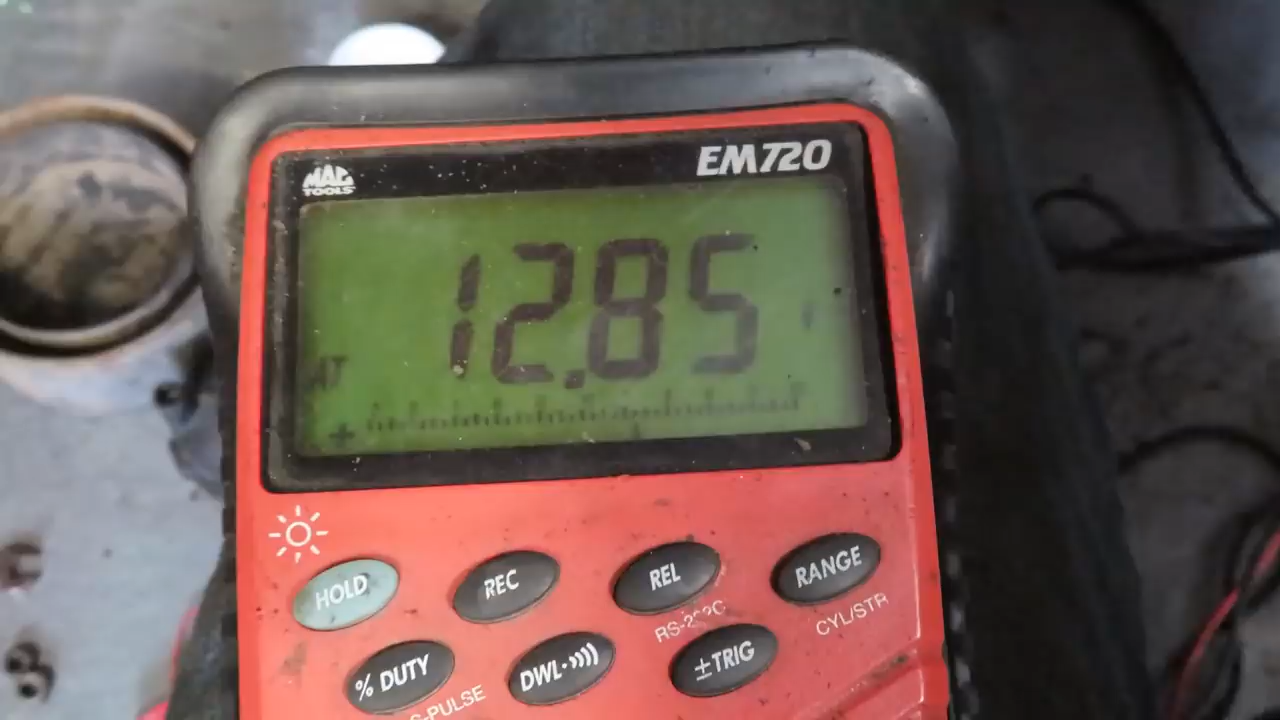 MAC
TOOLS
EM720
12.85
+
HOLD
REC
REL
RANGE
CYL/STR
% DUTY
DWL·))))
±TRIG